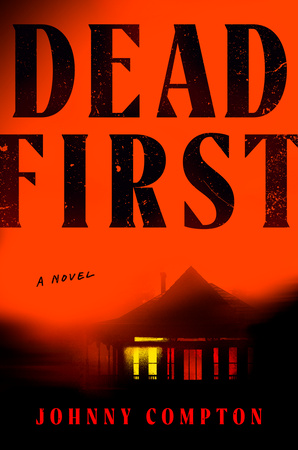 DEAD
FIRST
A NOVEL
JOHNNY COMPTON